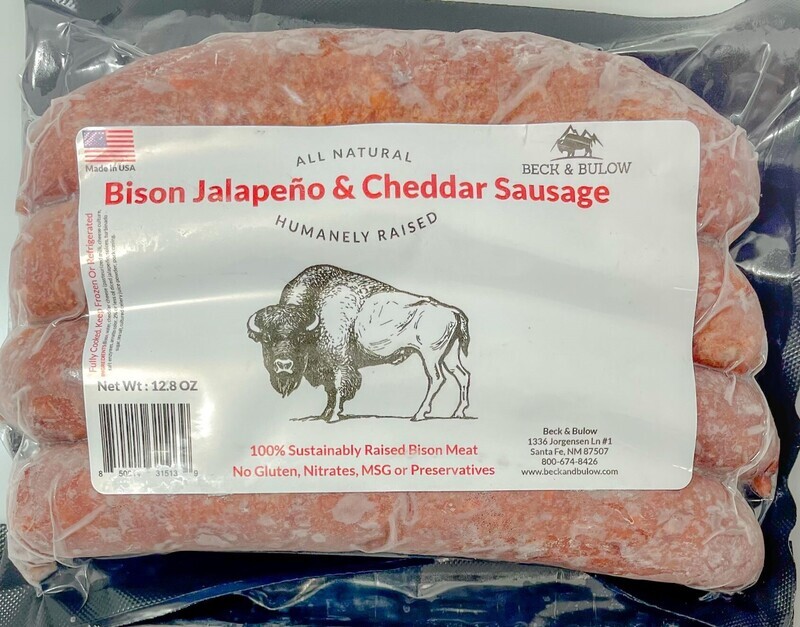 Made in USA
ALL NATURAL
BECK & BULOW
Bison Jalapeño & Cheddar Sausage
HUMANELY RAISED
Fully Cooked, Keep Frozen Or Refrigerated
Net Wt : 12.8 OZ
31513 9
100% Sustainably Raised Bison Meat
No Gluten, Nitrates, MSG or Preservatives
Beck & Bulow
1336 Jorgensen Ln #1
Santa Fe, NM 87507
800-674-8426
www.beckandbulow.com